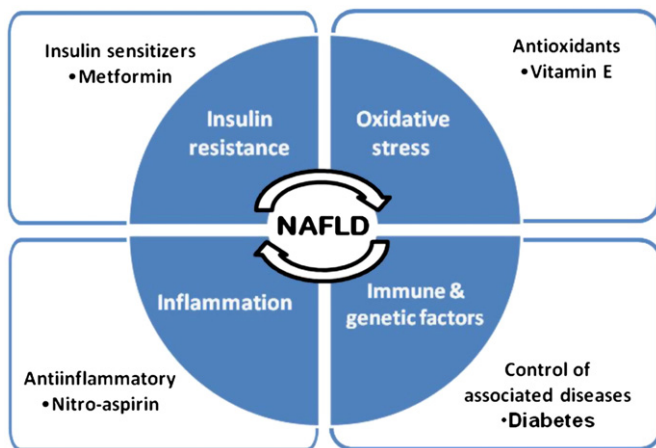 Insulin sensitizers
•Metformin
Antioxidants
•Vitamin E
Insulin
resistance
Oxidative
stress
NAFLD
Inflammation
Immune &
genetic factors
Antiinflammatory
•Nitro-aspirin
Control of
associated diseases
•Diabetes